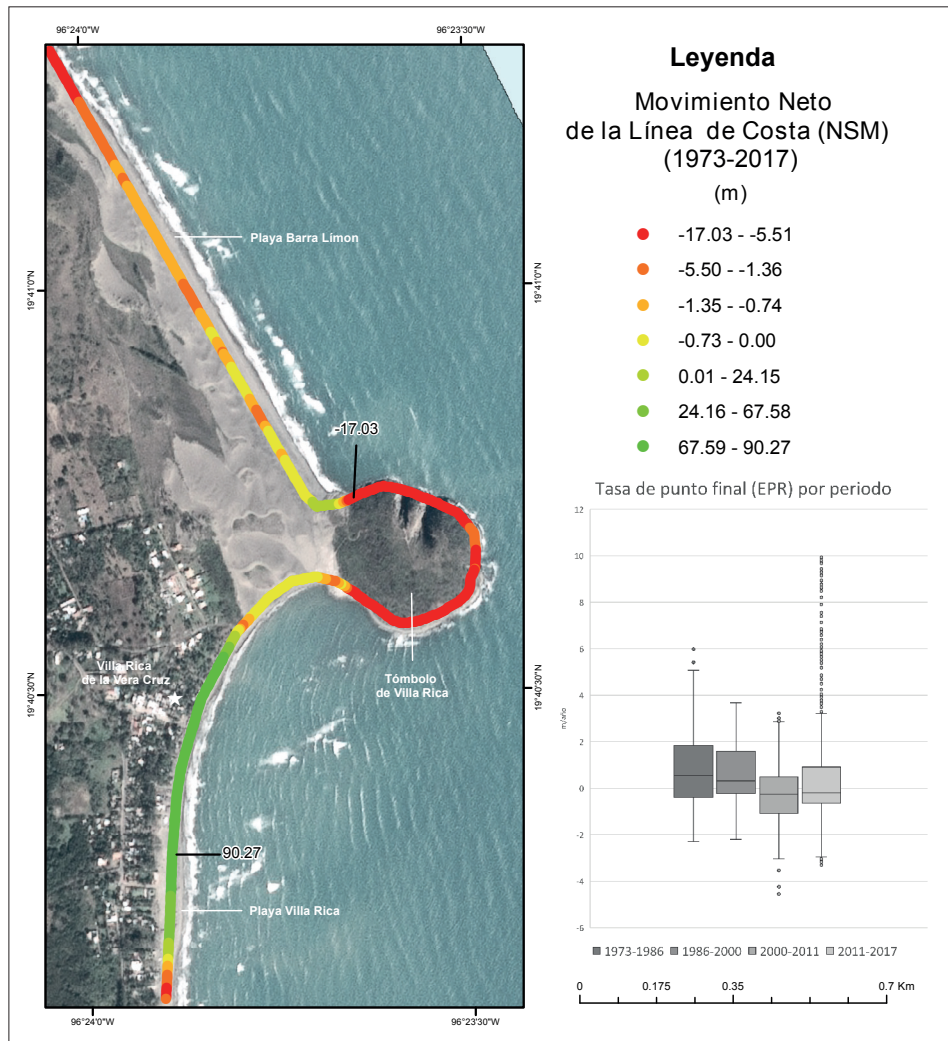 96°24'0"W
96°23'30"W
19°41'0"N
19°41'0"N
19°40'30"N
19°40'30"N
Playa Barra Límon
-17.03
Villa Rica
de la Vera Cruz
Tómbolo
de Villa Rica
90.27
Playa Villa Rica
96°24'0"W
96°23'30"W
Leyenda
Movimiento Neto
de la Línea de Costa (NSM)
(1973-2017)
(m)
-17.03 - -5.51
-5.50 - -1.36
-1.35 - -0.74
-0.73 - 0.00
0.01 - 24.15
24.16 - 67.58
67.59 - 90.27
Tasa de punto final (EPR) por periodo
12
10
8
6
4
2
0
-2
-4
-6
m/año
1973-1986 1986-2000 2000-2011 2011-2017
0 0.175 0.35 0.7 Km